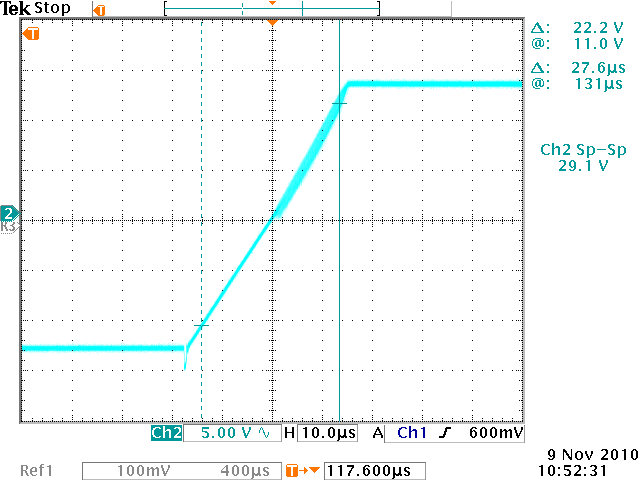 Tek Stop
T
T
Δ: 22.2 V
@: 11.0 V
Δ: 27.6µs
@: 131µs
Ch2 Sp−Sp
29.1 V
2
R3
Ch2 5.00 V ∿ H 10.0µs A Ch1 ƒ 600mV
Ref1 100mV 400µs T→▼ 117.600µs
9 Nov 2010
10:52:31